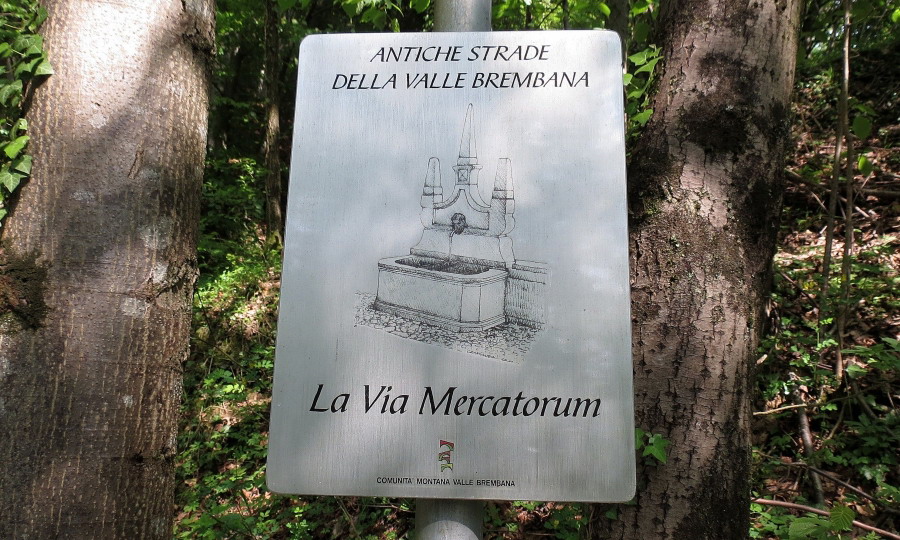 ANTICHE STRADE
DELLA VALLE BREMBANA
La Via Mercatorum
COMUNITA MONTANA VALLE BREMBANA